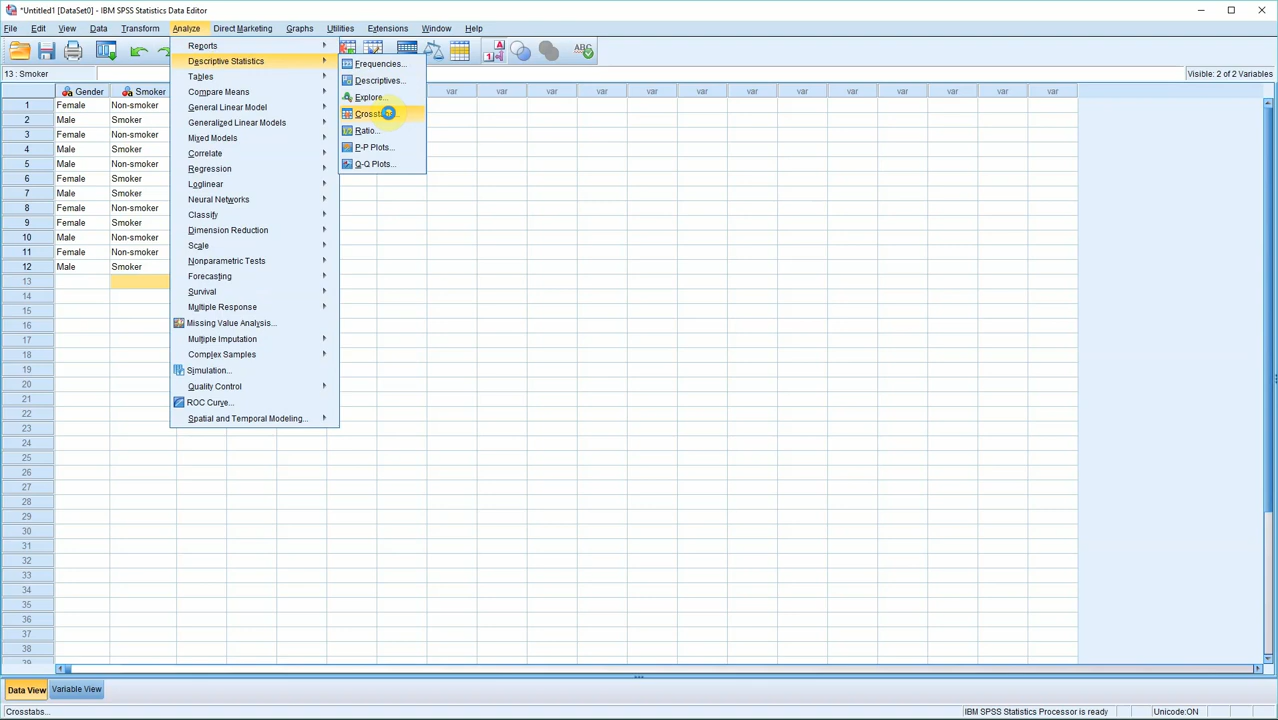 *Untitled1 [DataSet0] - IBM SPSS Statistics Data Editor
File Edit View Data Transform Analyze Direct Marketing Graphs Utilities Extensions Window Help
13 : Smoker
Visible: 2 of 2 Variables
Gender Smoker var var var var var var var var var var var var var
1 Female Non-smoker
2 Male Smoker
3 Female Non-smoker
4 Male Smoker
5 Male Non-smoker
6 Female Smoker
7 Male Smoker
8 Female Non-smoker
9 Female Smoker
10 Male Non-smoker
11 Female Non-smoker
12 Male Smoker
13
14
15
16
17
18
19
20
21
22
23
24
25
26
27
28
29
30
31
32
33
34
35
36
37
38
39
Reports
Descriptive Statistics
Tables
Compare Means
General Linear Model
Generalized Linear Models
Mixed Models
Correlate
Regression
Loglinear
Neural Networks
Classify
Dimension Reduction
Scale
Nonparametric Tests
Forecasting
Survival
Multiple Response
Missing Value Analysis...
Multiple Imputation
Complex Samples
Simulation...
Quality Control
ROC Curve...
Spatial and Temporal Modeling...
Frequencies...
Descriptives...
Explore...
Crosstabs...
Ratio...
P-P Plots...
Q-Q Plots...
Data View Variable View
Crosstabs...
IBM SPSS Statistics Processor is ready
Unicode:ON